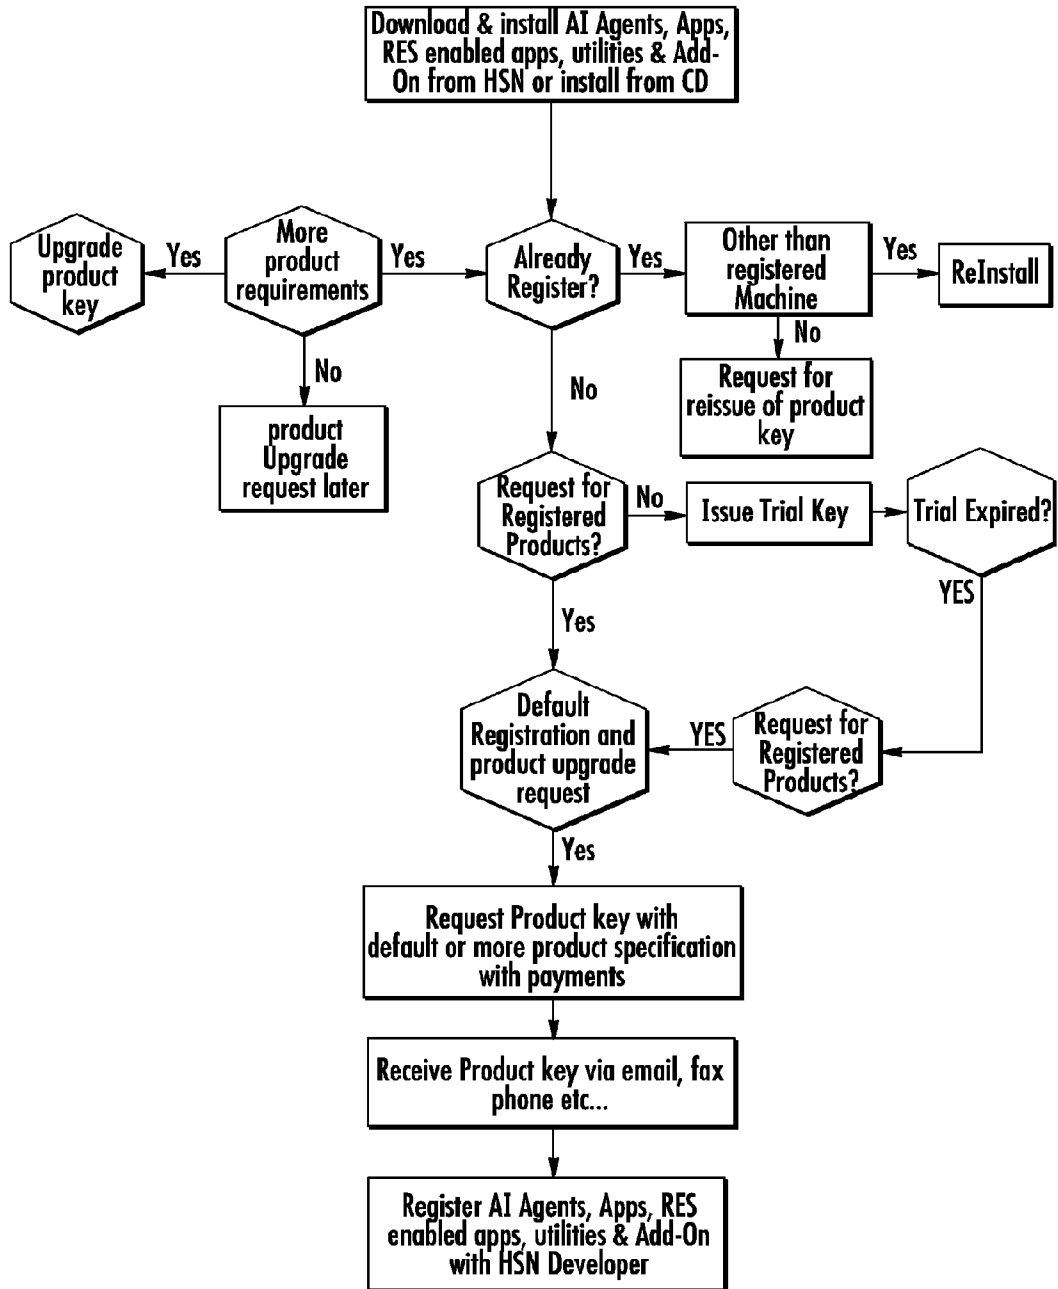 Download & install AI Agents, Apps,
RES enabled apps, utilities & Add-
On from HSN or install from CD
Upgrade
product
key
Yes
More
product
requirements
Yes
Already
Register?
Yes
Other than
registered
Machine
Yes
ReInstall
No
product
Upgrade
request later
No
No
Request for
reissue of product
key
Request for
Registered
Products?
No
Issue Trial Key
Trial Expired?
YES
Yes
Default
Registration and
product upgrade
request
YES
Request for
Registered
Products?
Yes
Request Product key with
default or more product specification
with payments
Receive Product key via email, fax
phone etc...
Register AI Agents, Apps, RES
enabled apps, utilities & Add-On
with HSN Developer